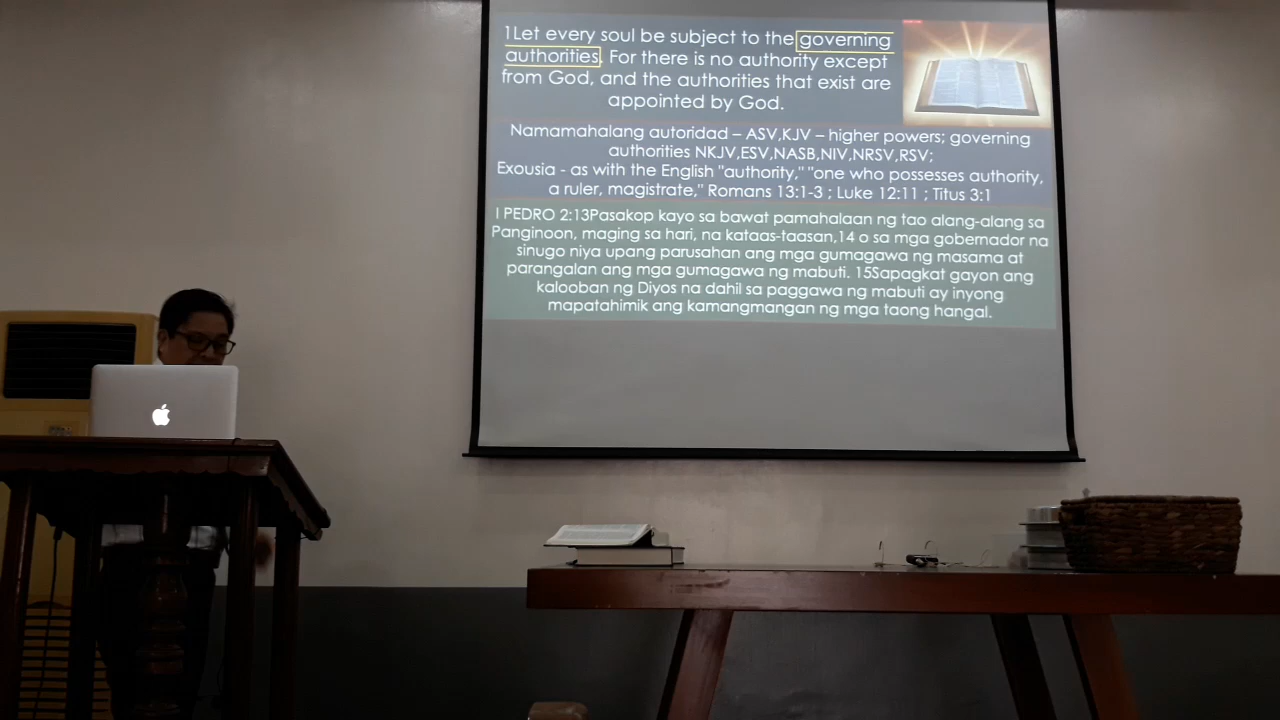 1Let every soul be subject to the governing
authorities. For there is no authority except
from God, and the authorities that exist are
appointed by God.
Namamahalang autoridad – ASV,KJV – higher powers; governing
authorities NKJV,ESV,NASB,NIV,NRSV,RSV;
Exousia - as with the English "authority," "one who possesses authority,
a ruler, magistrate," Romans 13:1-3 ; Luke 12:11 ; Titus 3:1
I PEDRO 2:13Pasakop kayo sa bawat pamahalaan ng tao alang-alang sa
Panginoon, maging sa hari, na kataas-taasan,14 o sa mga gobernador na
sinugo niya upang parusahan ang mga gumagawa ng masama at
parangalan ang mga gumagawa ng mabuti. 15Sapagkat gayon ang
kalooban ng Diyos na dahil sa paggawa ng mabuti ay inyong
mapatahimik ang kamangmangan ng mga taong hangal.